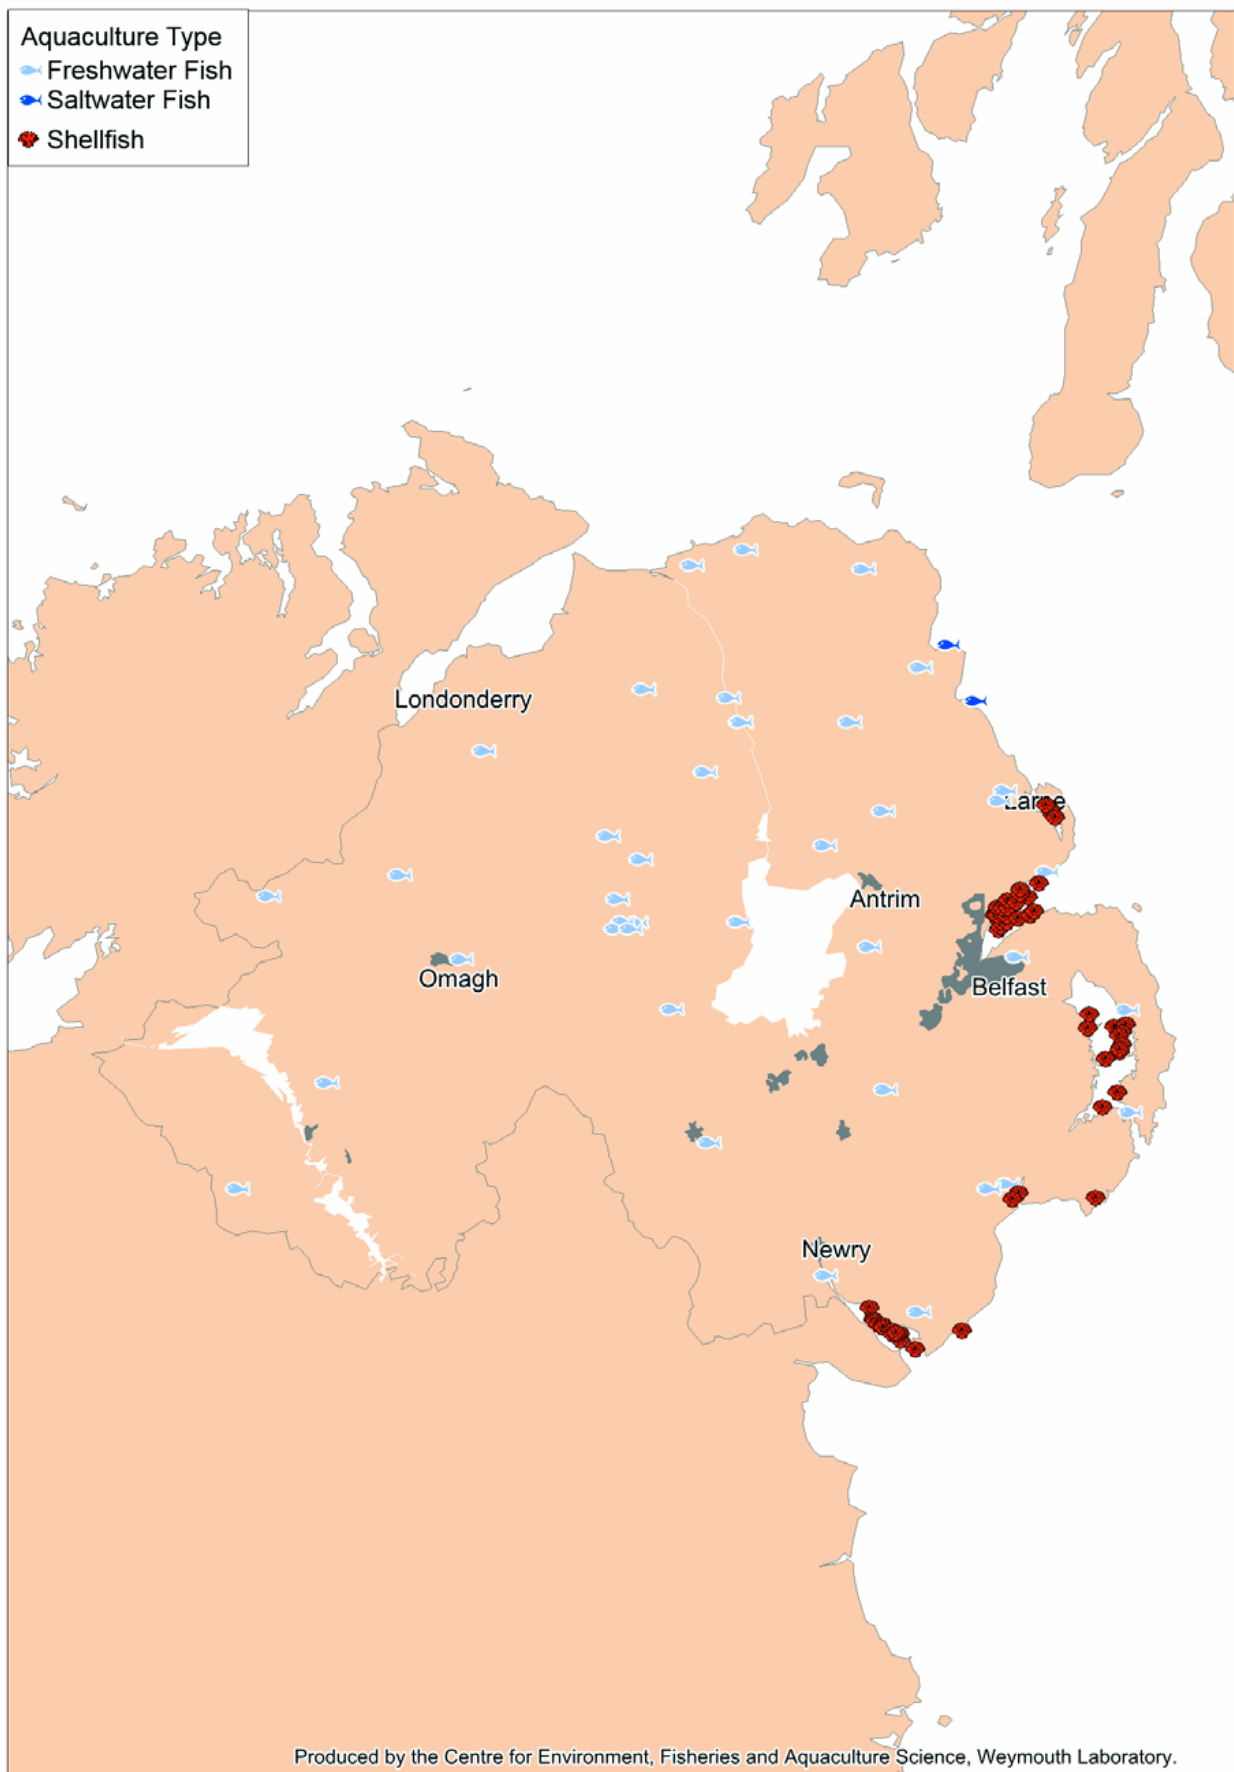 Aquaculture Type
Freshwater Fish
Saltwater Fish
Shellfish
Londonderry
Larne
Antrim
Omagh
Belfast
Newry
Produced by the Centre for Environment, Fisheries and Aquaculture Science, Weymouth Laboratory.